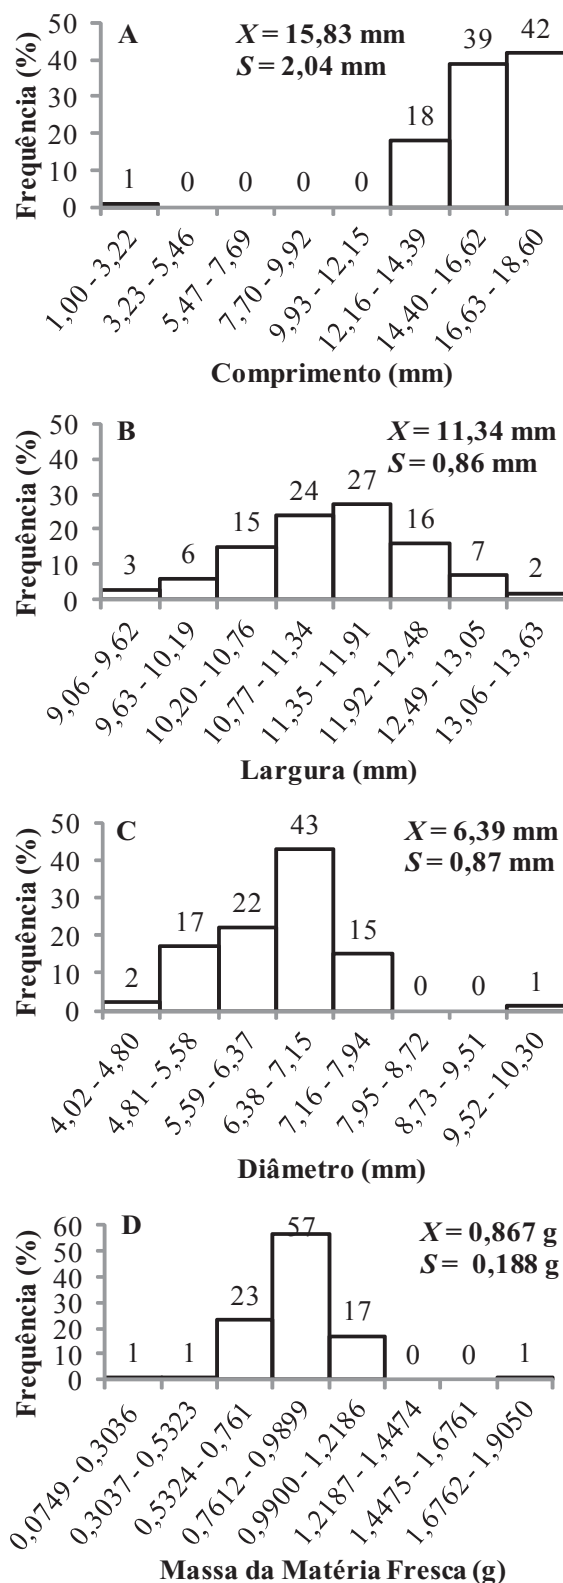 A
X = 15,83 mm
S = 2,04 mm
Frequência (%)
50
40
30
20
10
0
1
0
0
0
0
18
39
42
1,00 - 3,22
3,23 - 5,46
5,47 - 7,69
7,70 - 9,92
9,93 - 12,15
12,16 - 14,39
14,40 - 16,62
16,63 - 18,60
Comprimento (mm)
B
X = 11,34 mm
S = 0,86 mm
Frequência (%)
50
40
30
20
10
0
3
6
15
24
27
16
7
2
9,06 - 9,62
9,63 - 10,19
10,20 - 10,76
10,77 - 11,34
11,35 - 11,91
11,92 - 12,48
12,49 - 13,05
13,06 - 13,63
Largura (mm)
C
X = 6,39 mm
S = 0,87 mm
Frequência (%)
50
40
30
20
10
0
2
17
22
43
15
0
0
1
4,02 - 4,80
4,81 - 5,58
5,59 - 6,37
6,38 - 7,15
7,16 - 7,94
7,95 - 8,72
8,73 - 9,51
9,52 - 10,30
Diâmetro (mm)
D
X = 0,867 g
S = 0,188 g
Frequência (%)
60
50
40
30
20
10
0
1
1
23
57
17
0
0
1
0,0749 - 0,3036
0,3037 - 0,5323
0,5324 - 0,761
0,7612 - 0,9899
0,9900 - 1,2186
1,2187 - 1,4474
1,4475 - 1,6761
1,6762 - 1,9050
Massa da Matéria Fresca (g)